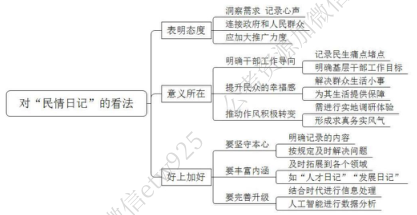 对“民情日记”的看法
表明态度
洞察需求 记录心声
连接政府和人民群众
应加大推广力度
意义所在
明确干部工作导向
记录民生痛点堵点
明确基层干部工作目标
提升民众的幸福感
解决群众生活小事
为其生活提供保障
推动作风积极转变
需进行实地调研体验
形成求真务实风气
好上加好
要坚守本心
明确记录的内容
按规定及时解决问题
要丰富内涵
及时拓展到各个领域
如“人才日记”“发展日记”
要完善升级
结合时代进行信息处理
人工智能进行数据分析